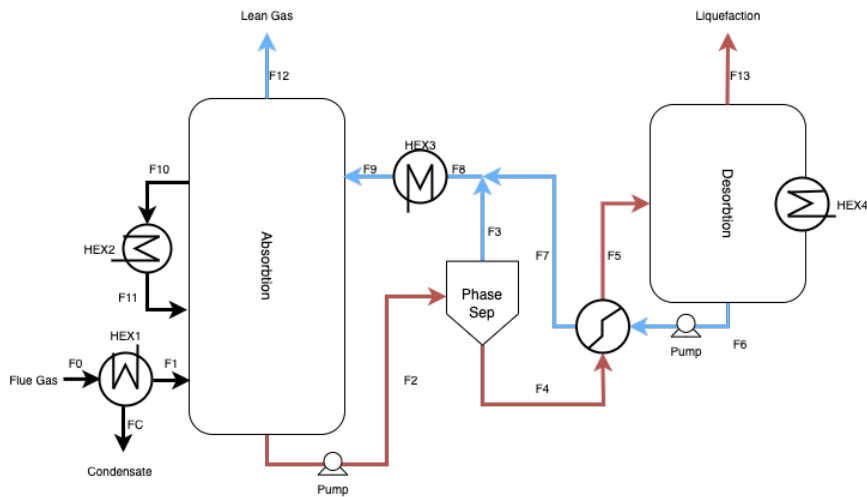 Lean Gas
Liquefaction
F12
F13
HEX3
F10
F9
F8
Desorbtion
HEX4
Absorbtion
HEX2
F3
F7
F5
F11
Phase
Sep
HEX1
F0
F1
Pump
F6
Flue Gas
F2
F4
FC
Condensate
Pump